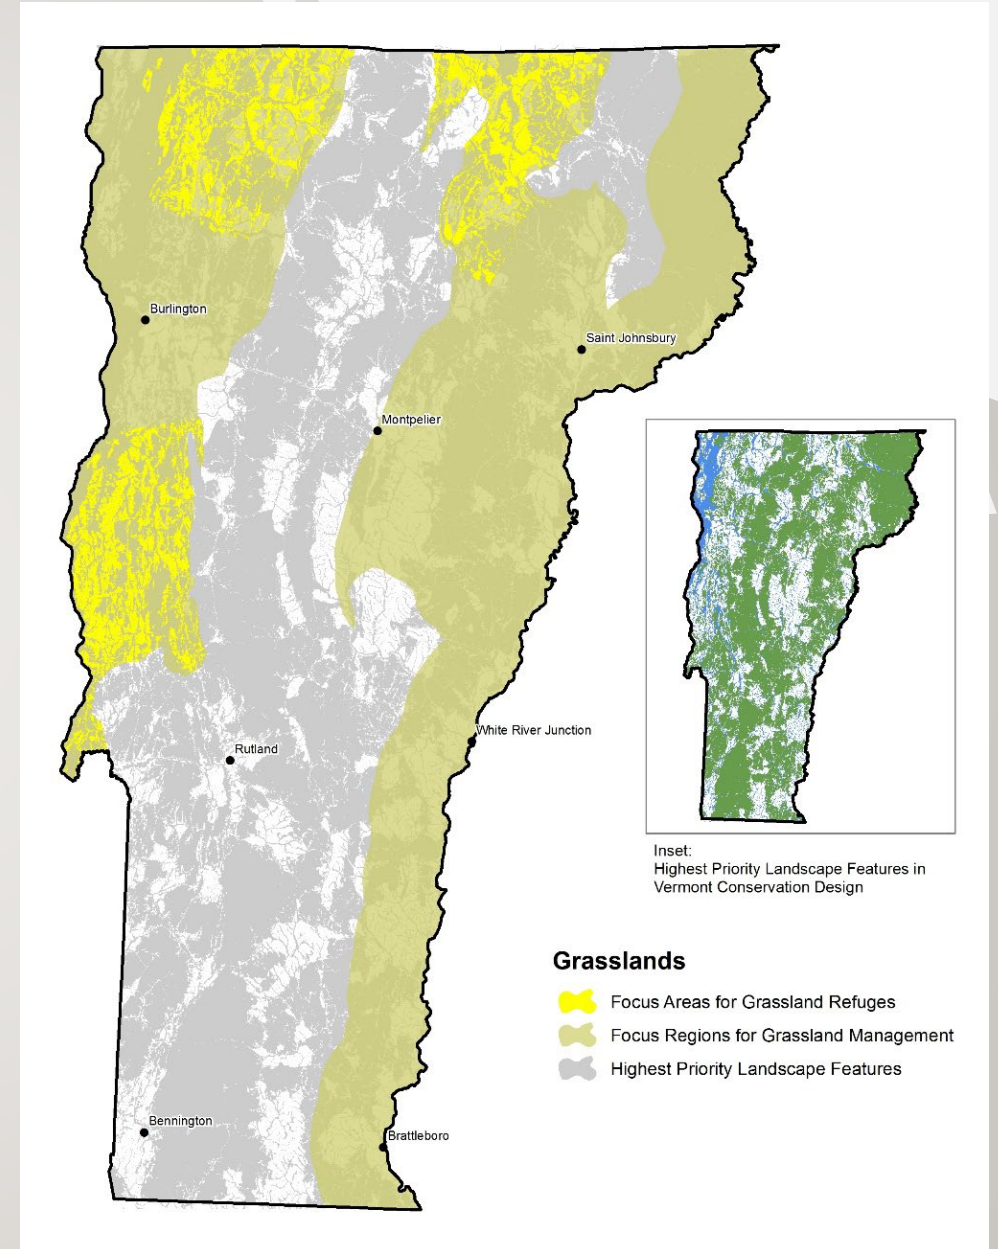 Burlington
Saint Johnsbury
Montpelier
White River Junction
Rutland
Bennington
Brattleboro
Inset:
Highest Priority Landscape Features in
Vermont Conservation Design
Grasslands
Focus Areas for Grassland Refuges
Focus Regions for Grassland Management
Highest Priority Landscape Features